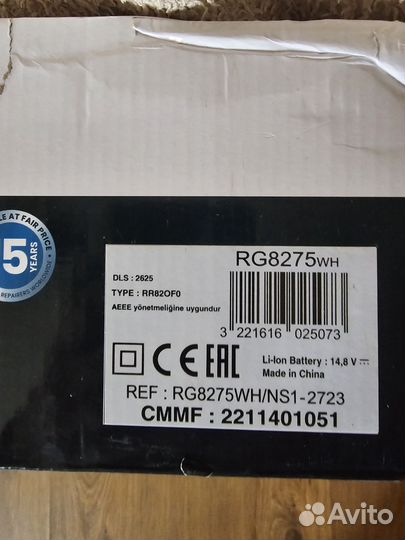 LE AT FAIR PRICE
5
YEARS
REPAIRERS WORLDWIDE
RG8275WH
DLS : 2625
TYPE : RR82OF0
AEEE yönetmeliğine uygundur
3 221616 025073
CE EAC
Li-Ion Battery : 14,8 V
Made in China
REF : RG8275WH/NS1-2723
CMMF : 2211401051
Avito